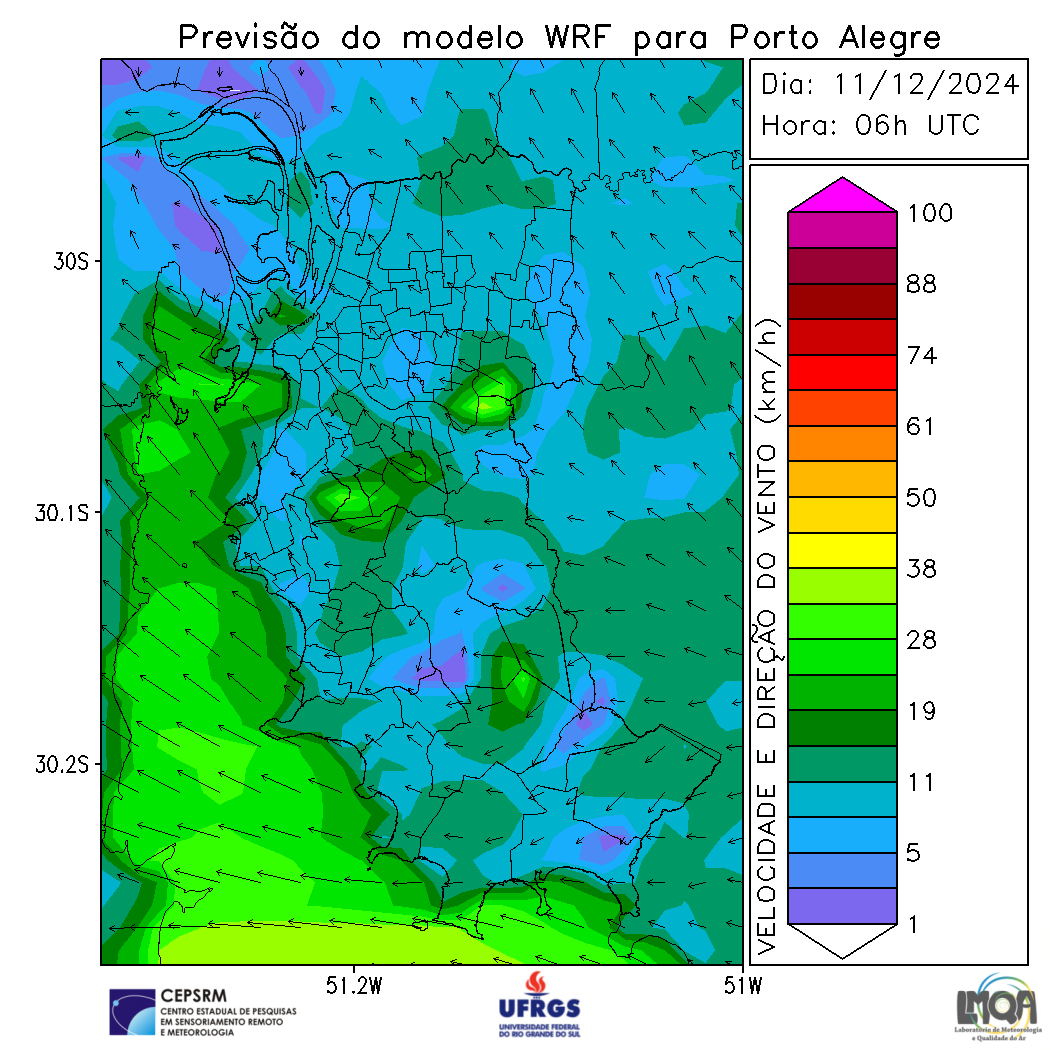 Previsão do modelo WRF para Porto Alegre
Dia: 11/12/2024
Hora: 06h UTC
30S
30.1S
30.2S
51.2W
51W
VELOCIDADE E DIREÇÃO DO VENTO (km/h)
100
88
74
61
50
38
28
19
11
5
1
CEPSRM
CENTRO ESTADUAL DE PESQUISAS
EM SENSORIAMENTO REMOTO
E METEOROLOGIA
UFRGS
UNIVERSIDADE FEDERAL
DO RIO GRANDE DO SUL
LMQA
Laboratório de Meteorologia
e Qualidade do Ar